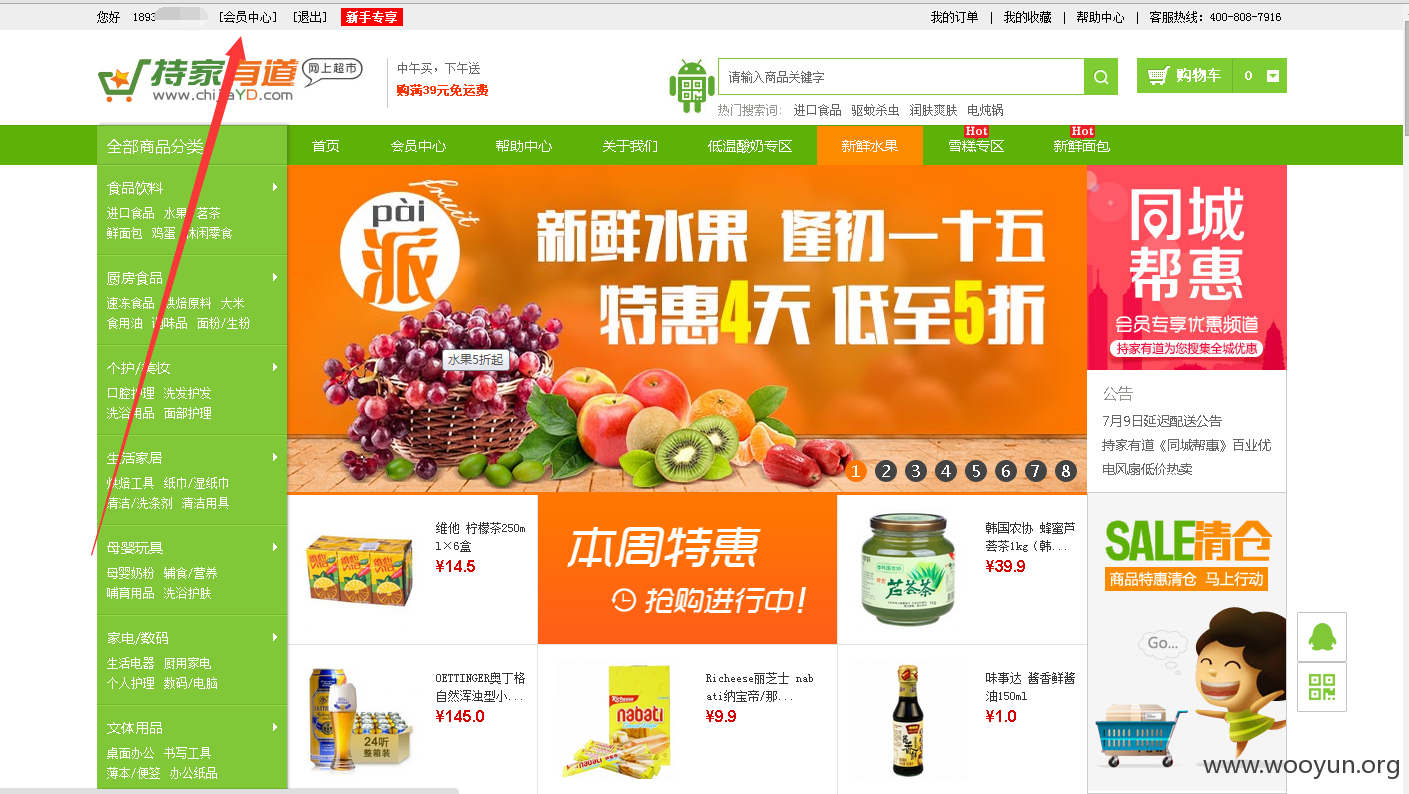 您好 1893 [会员中心] [退出] 新手专享
我的订单 | 我的收藏 | 帮助中心 | 客服热线：400-808-7916
持家有道 网上超市
www.chijiaYD.com
中午买，下午送
购满39元免运费
请输入商品关键字
购物车 0
热门搜索词： 进口食品 驱蚊杀虫 润肤爽肤 电炖锅
全部商品分类 首页 会员中心 帮助中心 关于我们 低温酸奶专区 新鲜水果 Hot 雪糕专区 Hot 新鲜面包
食品饮料
进口食品 水果 茗茶
鲜面包 鸡蛋 休闲零食
厨房食品
速冻食品 烘焙原料 大米
食用油 调味品 面粉/生粉
个护/美妆
口腔护理 洗发护发
洗浴用品 面部护理
生活家居
烘焙工具 纸巾/湿纸巾
清洁/洗涤剂 清洁用具
母婴玩具
母婴奶粉 辅食/营养
哺育用品 洗浴护肤
家电/数码
生活电器 厨用家电
个人护理 数码/电脑
文体用品
桌面办公 书写工具
薄本/便签 办公纸品
pài
派
fruit
新鲜水果 逢初一十五
特惠4天 低至5折
水果5折起
1 2 3 4 5 6 7 8
同城
帮惠
会员专享优惠频道
持家有道为您搜集全城优惠
公告
7月9日延迟配送公告
持家有道《同城帮惠》百业优
电风扇低价热卖
维他 柠檬茶250m
l×6盒
¥14.5
本周特惠
抢购进行中！
芦荟茶
韩国农协 蜂蜜芦
荟茶1kg（韩...
¥39.9
SALE清仓
商品特惠清仓 马上行动
Go...
24听
整箱装
OETTINGER奥丁格
自然浑浊型小...
¥145.0
Richeese
nabati
Richeese丽芝士 nab
ati纳宝帝/那...
¥9.9
味事达 酱香鲜酱
油150ml
¥1.0
www.wooyun.org